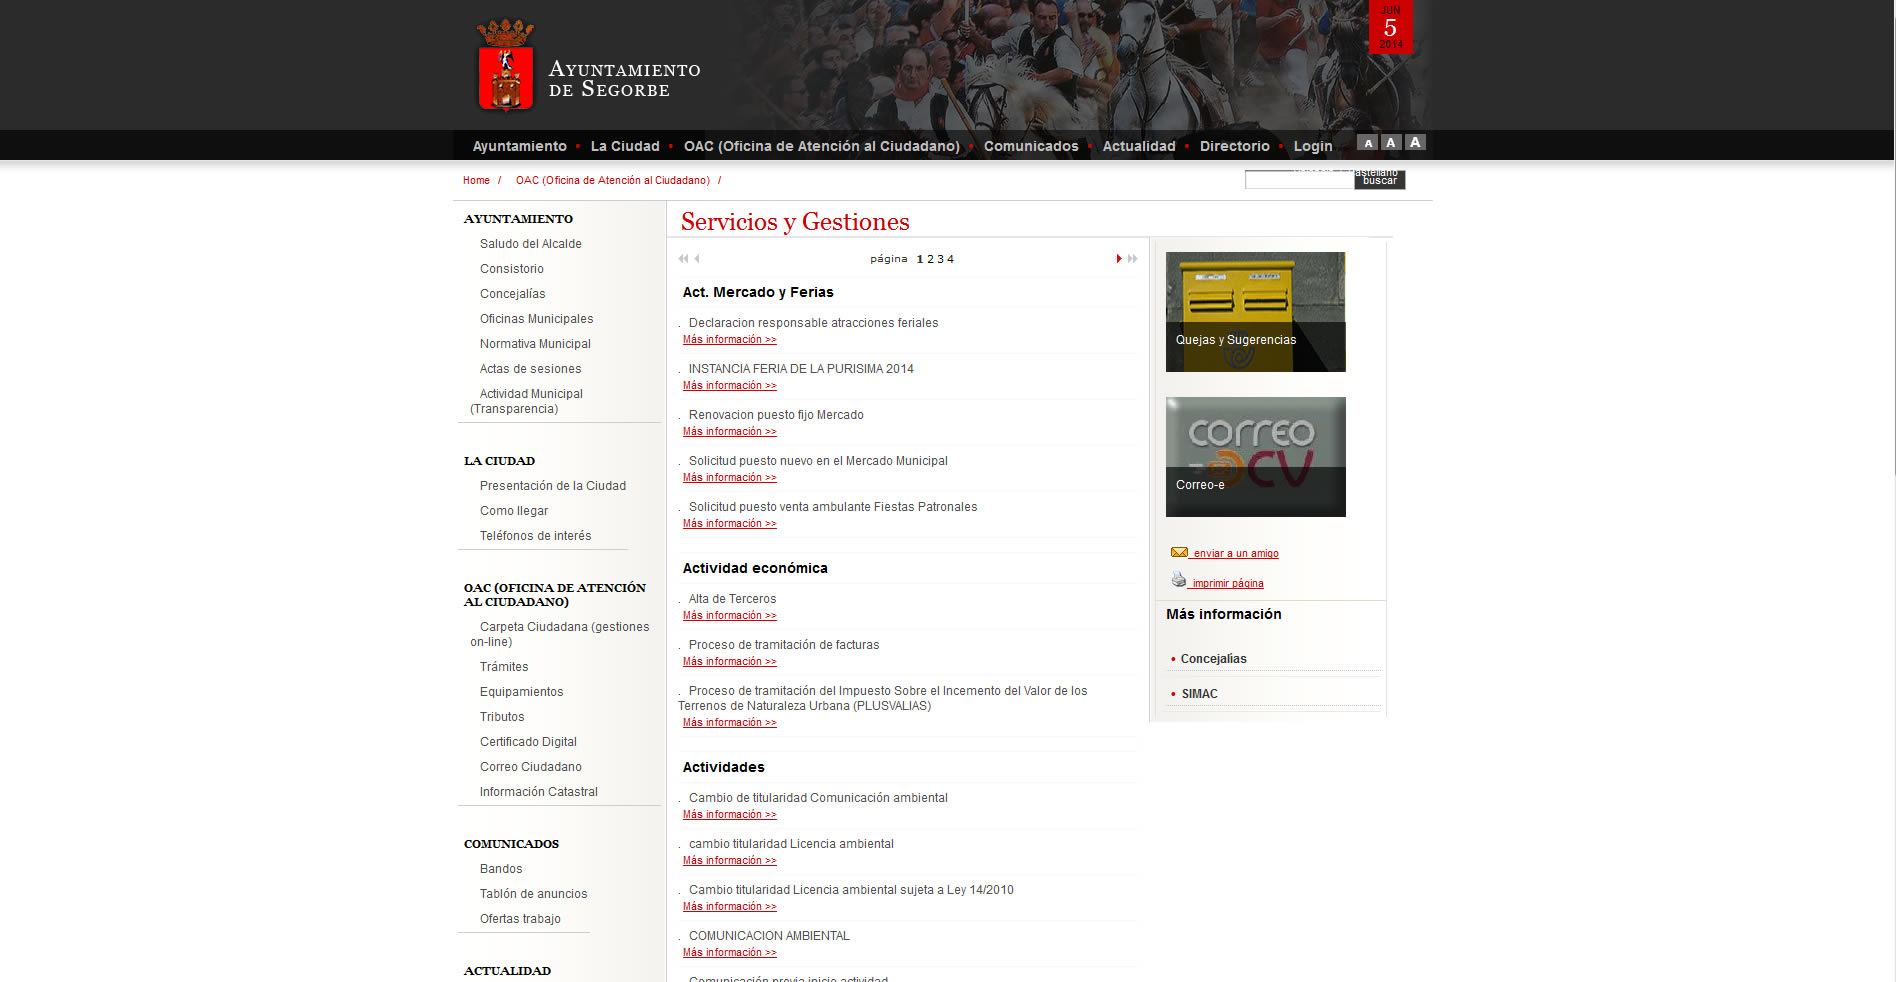 JUN
5
2014
AYUNTAMIENTO
DE SEGORBE
Ayuntamiento • La Ciudad • OAC (Oficina de Atención al Ciudadano) • Comunicados • Actualidad • Directorio • Login
A A A
Home / OAC (Oficina de Atención al Ciudadano) /
buscar
AYUNTAMIENTO
Saludo del Alcalde
Consistorio
Concejalías
Oficinas Municipales
Normativa Municipal
Actas de sesiones
Actividad Municipal
(Transparencia)
LA CIUDAD
Presentación de la Ciudad
Como llegar
Teléfonos de interés
OAC (OFICINA DE ATENCIÓN
AL CIUDADANO)
Carpeta Ciudadana (gestiones
on-line)
Trámites
Equipamientos
Tributos
Certificado Digital
Correo Ciudadano
Información Catastral
COMUNICADOS
Bandos
Tablón de anuncios
Ofertas trabajo
ACTUALIDAD
Servicios y Gestiones
página 1 2 3 4
Act. Mercado y Ferias
. Declaracion responsable atracciones feriales
Más información >>
. INSTANCIA FERIA DE LA PURISIMA 2014
Más información >>
. Renovacion puesto fijo Mercado
Más información >>
. Solicitud puesto nuevo en el Mercado Municipal
Más información >>
. Solicitud puesto venta ambulante Fiestas Patronales
Más información >>
Actividad económica
. Alta de Terceros
Más información >>
. Proceso de tramitación de facturas
Más información >>
. Proceso de tramitación del Impuesto Sobre el Incemento del Valor de los
Terrenos de Naturaleza Urbana (PLUSVALIAS)
Más información >>
Actividades
. Cambio de titularidad Comunicación ambiental
Más información >>
. cambio titularidad Licencia ambiental
Más información >>
. Cambio titularidad Licencia ambiental sujeta a Ley 14/2010
Más información >>
. COMUNICACION AMBIENTAL
Más información >>
. Comunicación previa inicio actividad
Quejas y Sugerencias
CORREO
CV
Correo-e
enviar a un amigo
imprimir página
Más información
• Concejalías
• SIMAC